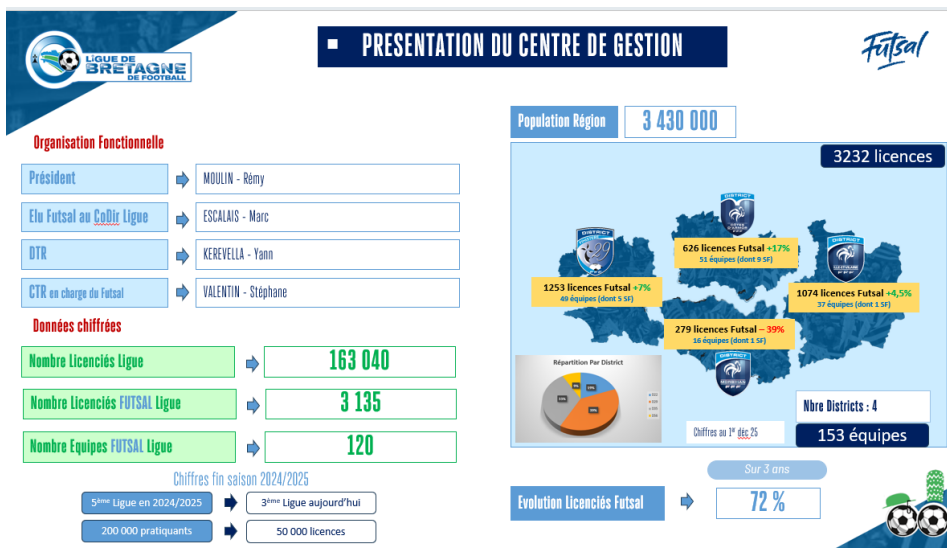 LIGUE DE
BRETAGNE
DE FOOTBALL
▪ PRESENTATION DU CENTRE DE GESTION
Futsal
Organisation Fonctionnelle
Président
MOULIN - Rémy
Elu Futsal au CoDir Ligue
ESCALAIS - Marc
DTR
KEREVELLA - Yann
CTR en charge du Futsal
VALENTIN - Stéphane
Données chiffrées
Nombre Licenciés Ligue
163 040
Nombre Licenciés FUTSAL Ligue
3 135
Nombre Equipes FUTSAL Ligue
120
Chiffres fin saison 2024/2025
5ème Ligue en 2024/2025
3ème Ligue aujourd'hui
200 000 pratiquants
50 000 licences
Population Région
3 430 000
3232 licences
DISTRICT
626 licences Futsal +17%
51 équipes (dont 9 SF)
DISTRICT
29
1253 licences Futsal +7%
49 équipes (dont 5 SF)
DISTRICT
1074 licences Futsal +4,5%
37 équipes (dont 1 SF)
279 licences Futsal – 39%
16 équipes (dont 1 SF)
DISTRICT
MORBIHAN
Répartition Par District
Chiffres au 1er déc 25
Nbre Districts : 4
153 équipes
Sur 3 ans
Evolution Licenciés Futsal
72 %